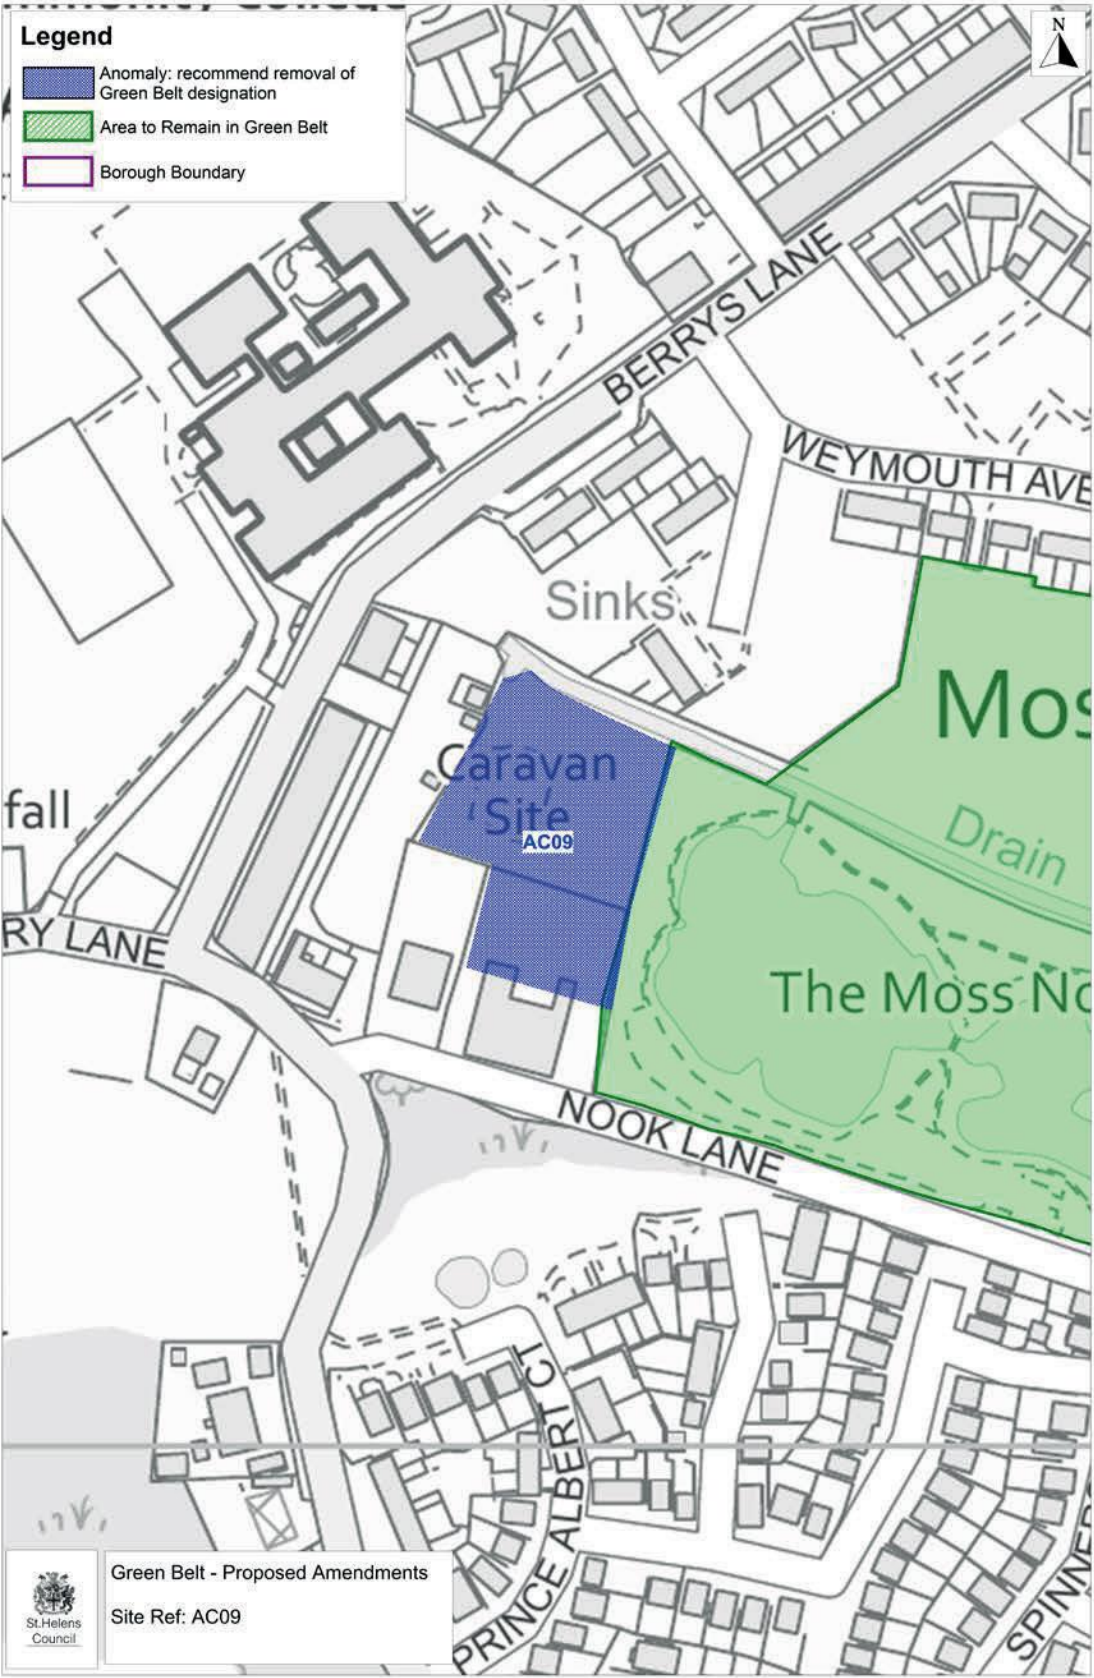 Legend
Anomaly: recommend removal of
Green Belt designation
Area to Remain in Green Belt
Borough Boundary
N
BERRYS LANE
WEYMOUTH AVE
Sinks
Mos
Caravan
Site
AC09
fall
Drain
RY LANE
The Moss No
NOOK LANE
PRINCE ALBERT CT
SPINNERS
Green Belt - Proposed Amendments
Site Ref: AC09
St.Helens
Council